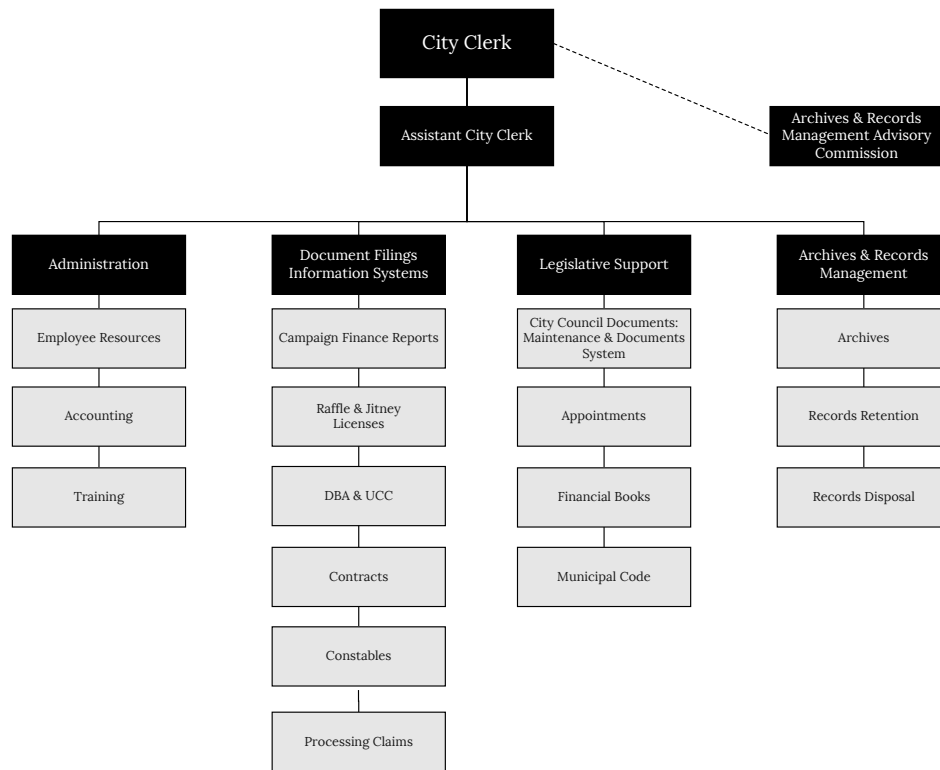 City Clerk
Assistant City Clerk
Archives & Records
Management Advisory
Commission
Administration
Document Filings
Information Systems
Legislative Support
Archives & Records
Management
Employee Resources
Campaign Finance Reports
City Council Documents:
Maintenance & Documents
System
Archives
Accounting
Raffle & Jitney
Licenses
Appointments
Records Retention
Training
DBA & UCC
Financial Books
Records Disposal
Contracts
Municipal Code
Constables
Processing Claims